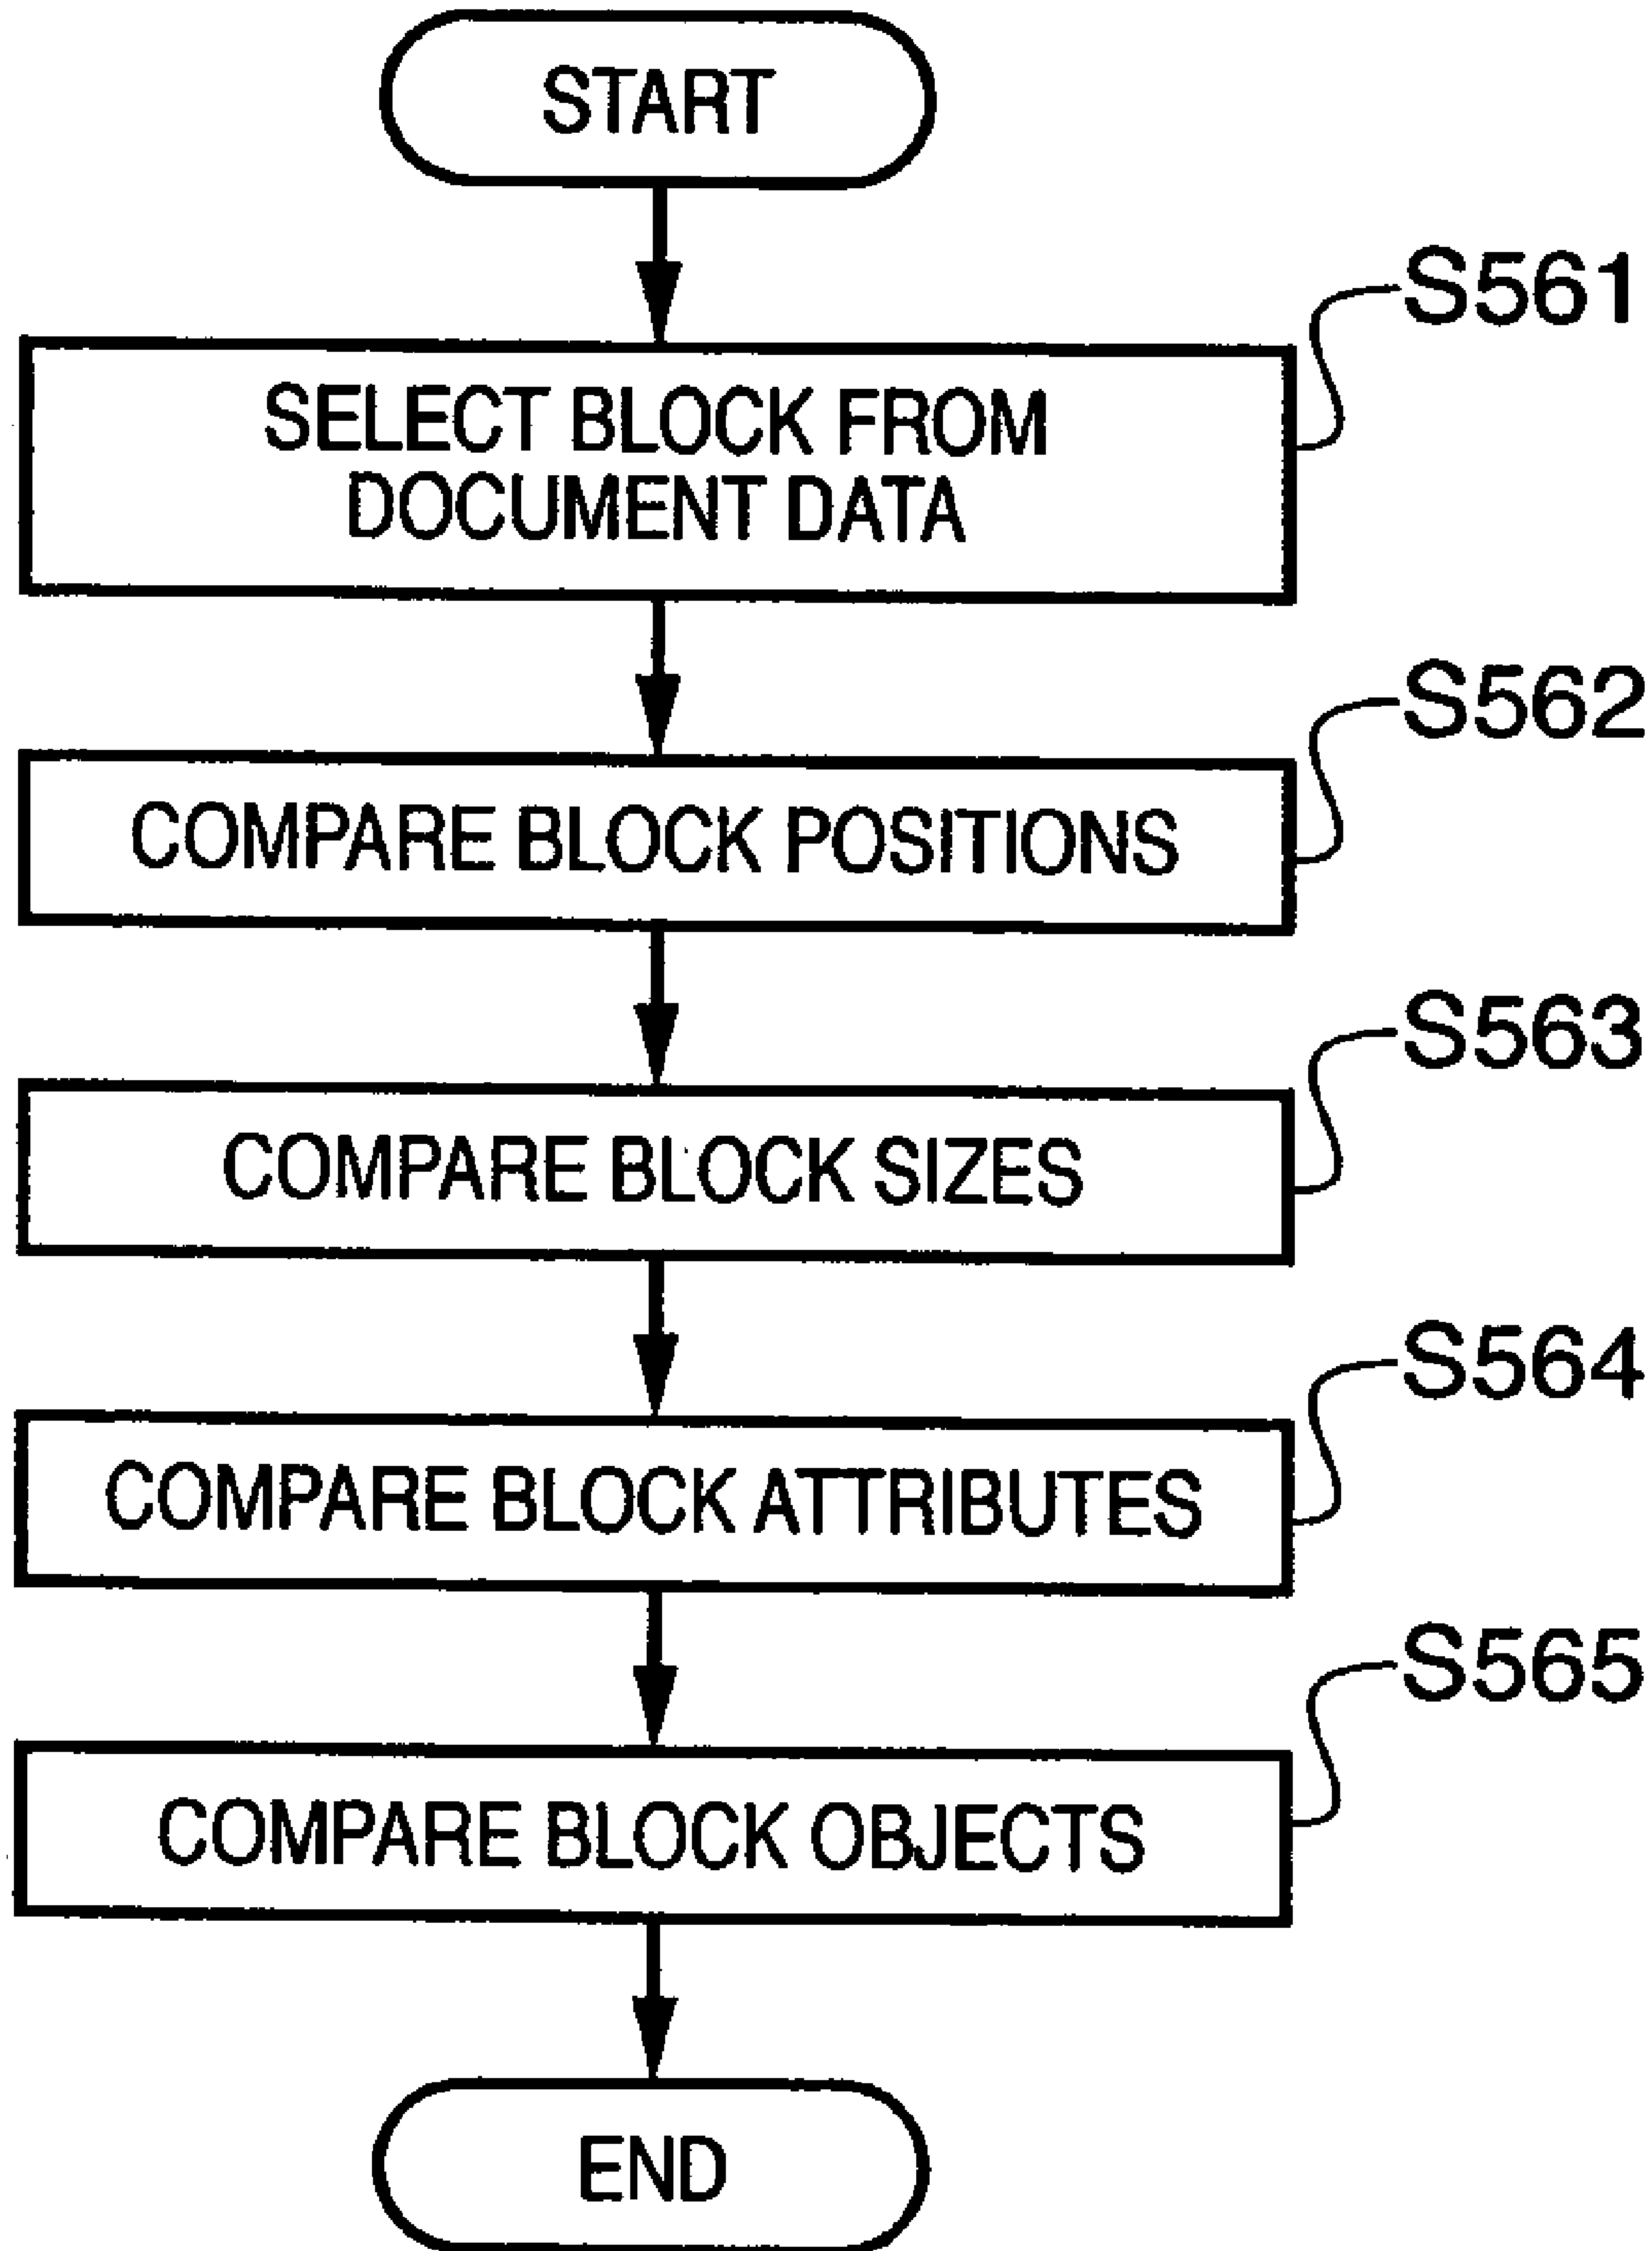 START
S561
SELECT BLOCK FROM
DOCUMENT DATA
S562
COMPARE BLOCK POSITIONS
S563
COMPARE BLOCK SIZES
S564
COMPARE BLOCK ATTRIBUTES
S565
COMPARE BLOCK OBJECTS
END